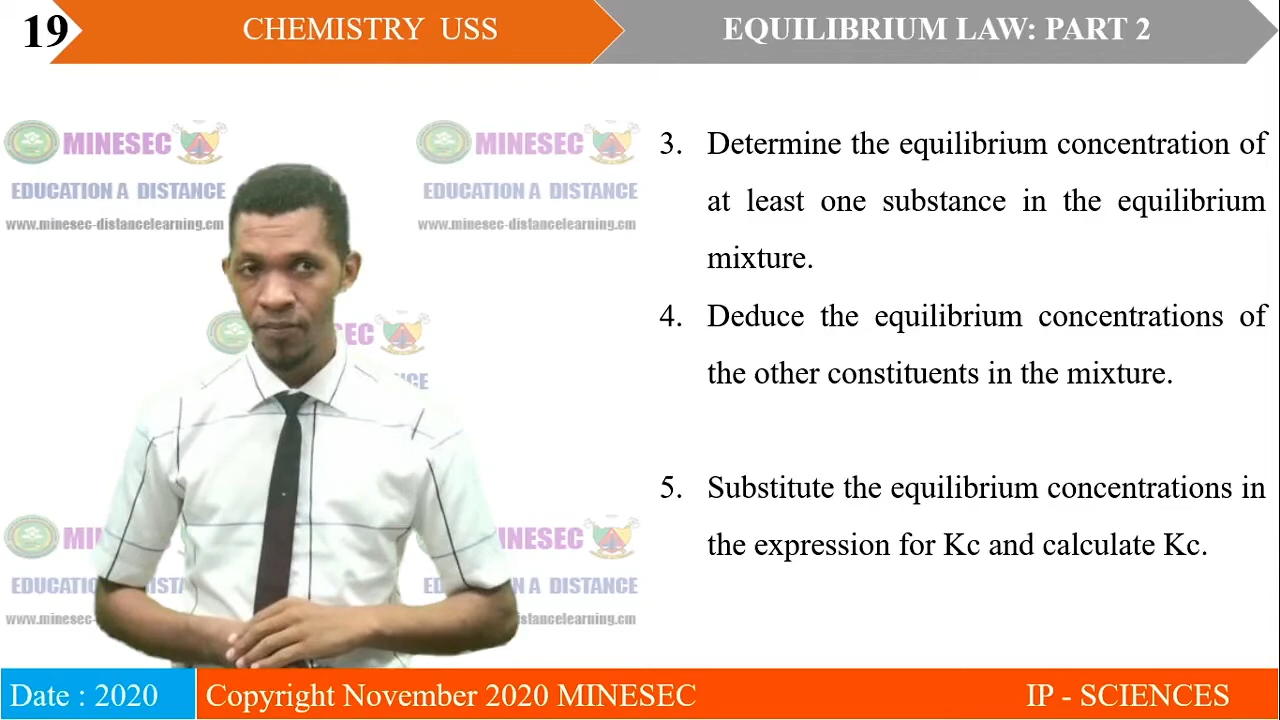 19
CHEMISTRY USS
EQUILIBRIUM LAW: PART 2
MINESEC
EDUCATION A DISTANCE
www.minesec-distancelearning.cm
MINESEC
EDUCATION A DISTANCE
www.minesec-distancelearning.cm
3. Determine the equilibrium concentration of
at least one substance in the equilibrium
mixture.
4. Deduce the equilibrium concentrations of
the other constituents in the mixture.
5. Substitute the equilibrium concentrations in
the expression for Kc and calculate Kc.
Date : 2020
Copyright November 2020 MINESEC
IP - SCIENCES